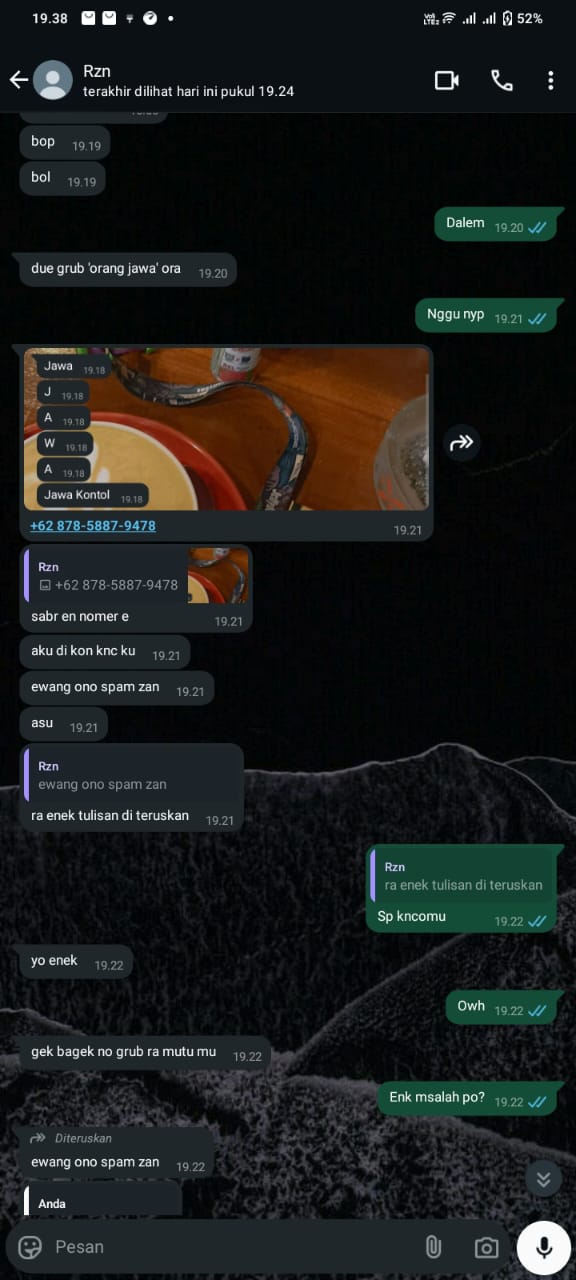 19.38
VoLTE2
52%
Rzn
terakhir dilihat hari ini pukul 19.24
bop 19.19
bol 19.19
Dalem 19.20
due grub 'orang jawa' ora 19.20
Nggu nyp 19.21
Jawa 19.18
J 19.18
A 19.18
W 19.18
A 19.18
Jawa Kontol 19.18
+62 878-5887-9478
19.21
Rzn
+62 878-5887-9478
sabr en nomer e 19.21
aku di kon knc ku 19.21
ewang ono spam zan 19.21
asu 19.21
Rzn
ewang ono spam zan
ra enek tulisan di teruskan 19.21
Rzn
ra enek tulisan di teruskan
Sp kncomu 19.22
yo enek 19.22
Owh 19.22
gek bagek no grub ra mutu mu 19.22
Enk msalah po? 19.22
Diteruskan
ewang ono spam zan 19.22
Anda
Pesan